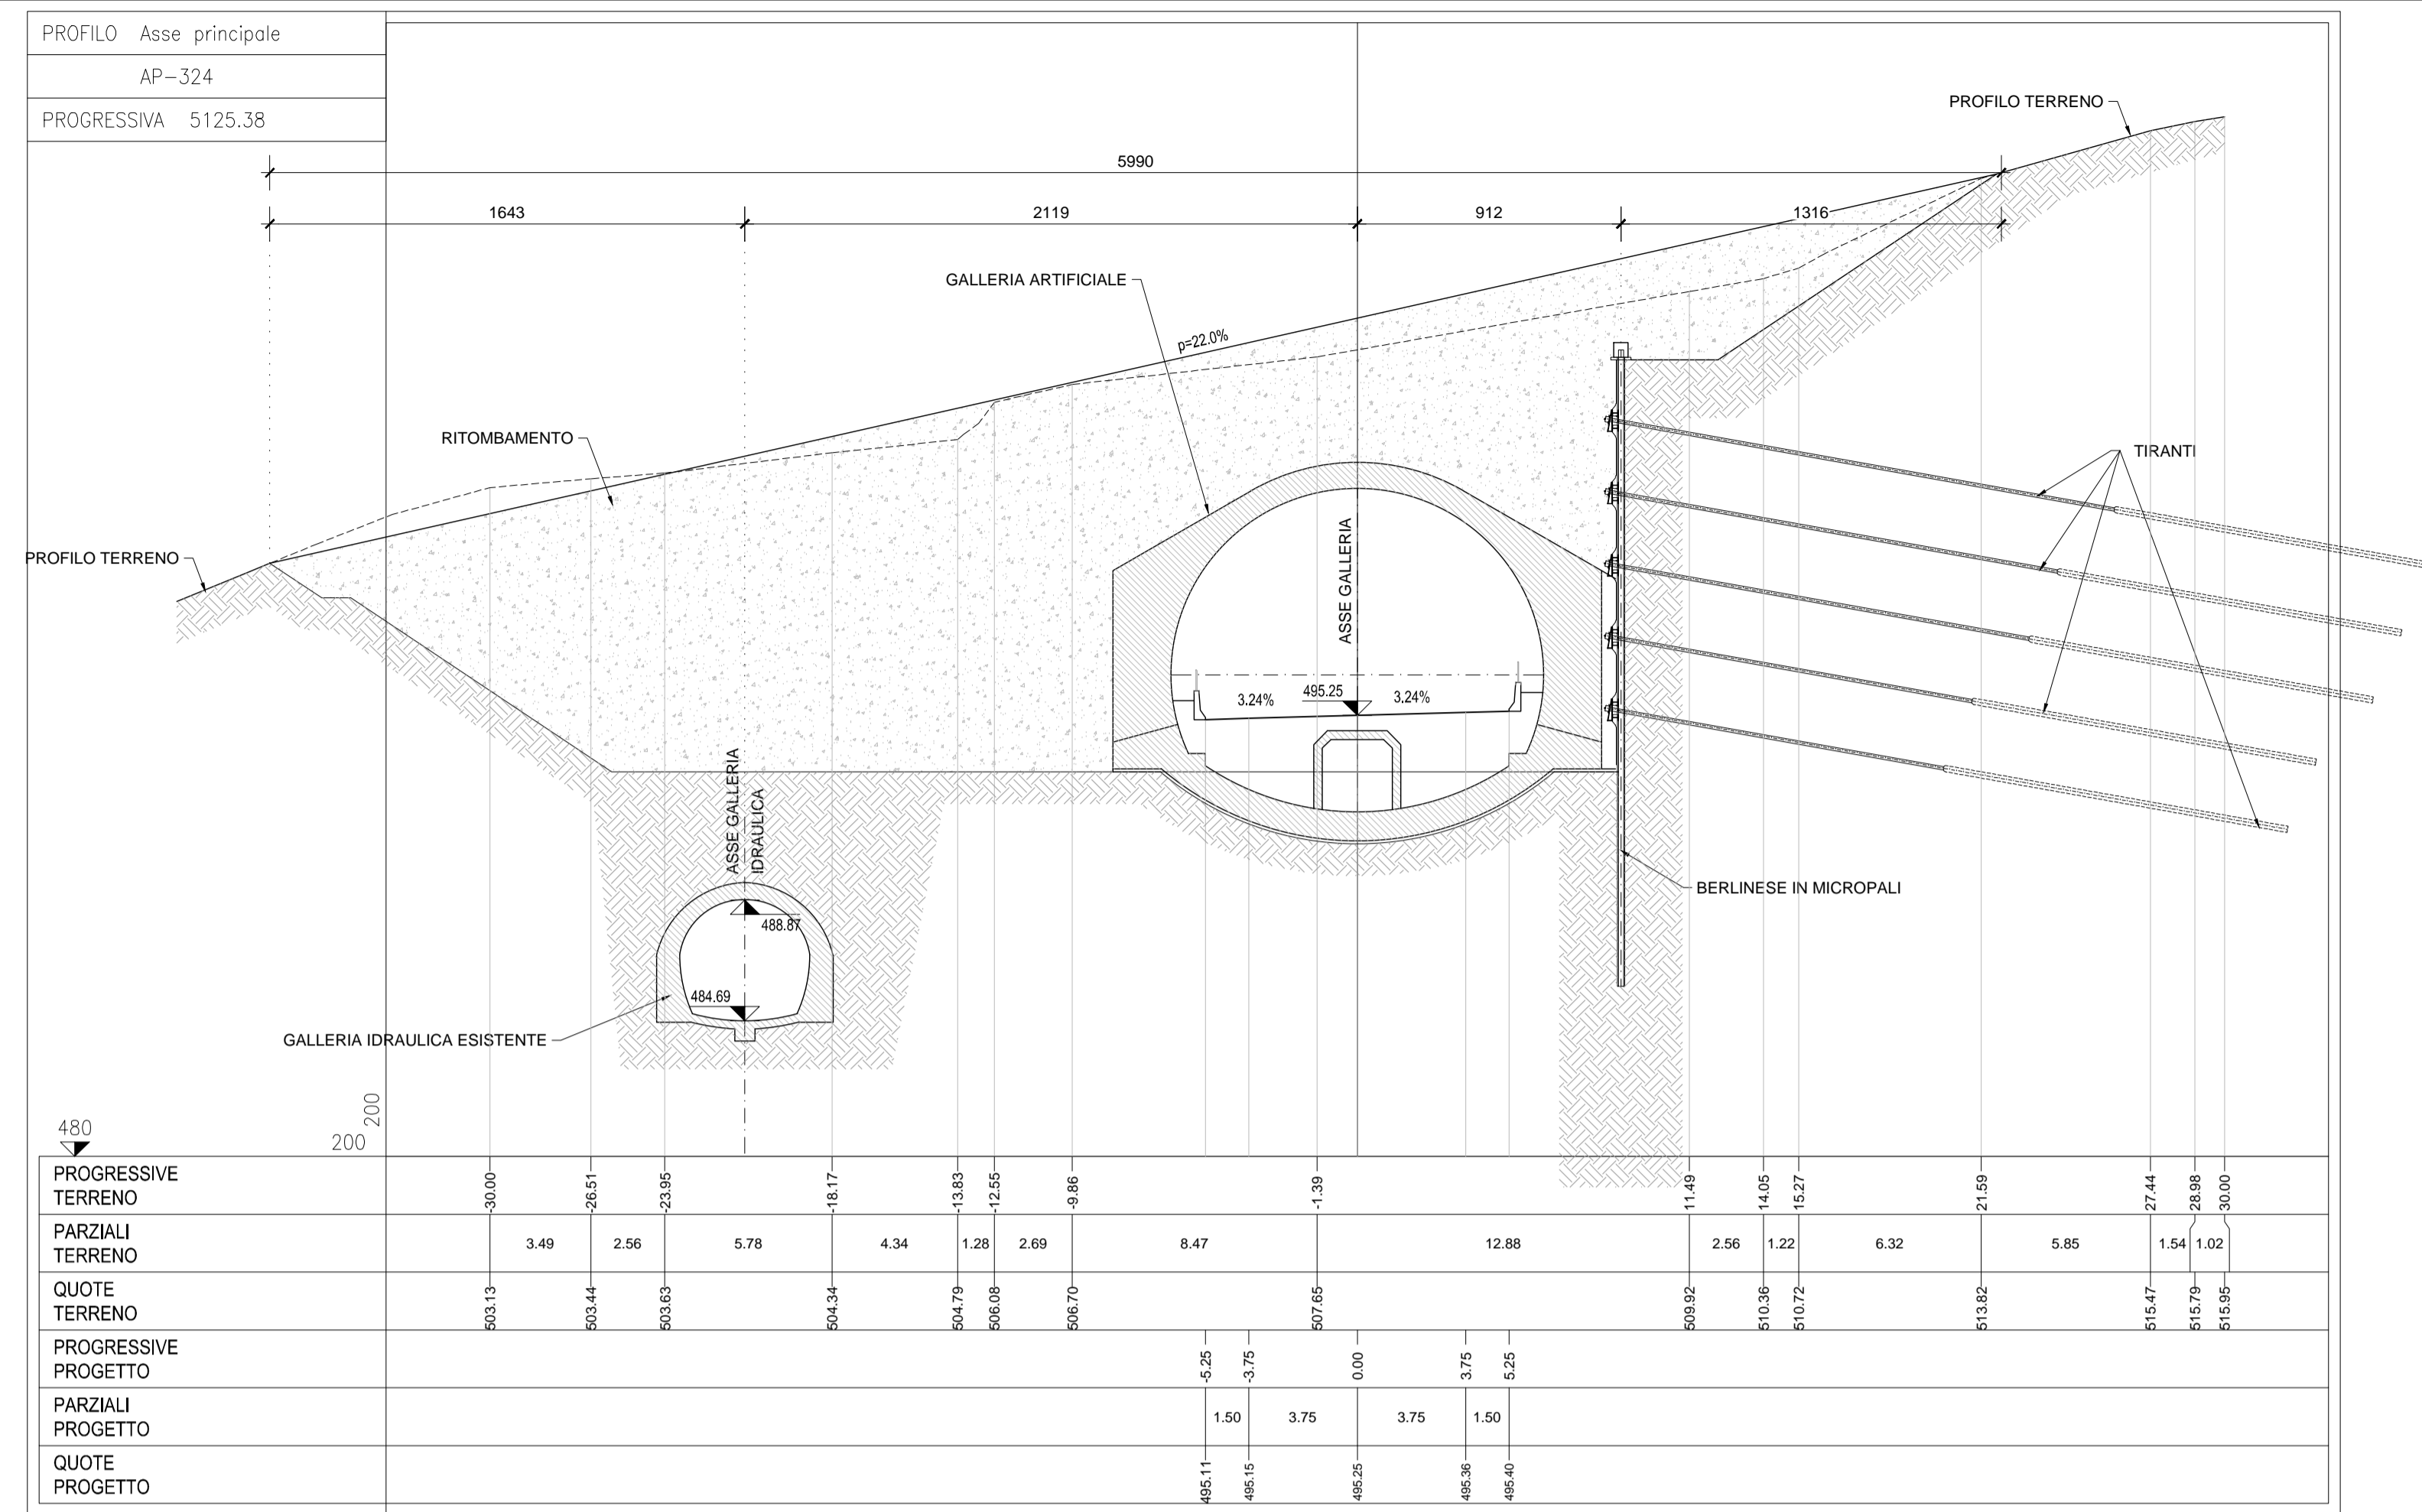 PROFILO Asse principale
AP-324
PROGRESSIVA 5125.38
PROFILO TERRENO
5990
1643
2119
912
1316
GALLERIA ARTIFICIALE
p=22.0%
RITOMBAMENTO
TIRANTI
PROFILO TERRENO
ASSE GALLERIA
3.24%
495.25
3.24%
ASSE GALLERIA
IDRAULICA
BERLINESE IN MICROPALI
488.87
484.69
GALLERIA IDRAULICA ESISTENTE
200
480
200
PROGRESSIVE
TERRENO
-30.00
-26.51
-23.95
-18.17
-13.83
-12.55
-9.86
-1.39
11.49
14.05
15.27
21.59
27.44
28.98
30.00
PARZIALI
TERRENO
3.49
2.56
5.78
4.34
1.28
2.69
8.47
12.88
2.56
1.22
6.32
5.85
1.54
1.02
QUOTE
TERRENO
503.13
503.44
503.63
504.34
504.79
506.08
506.70
507.65
509.92
510.36
510.72
513.82
515.47
515.79
515.95
PROGRESSIVE
PROGETTO
-5.25
-3.75
0.00
3.75
5.25
PARZIALI
PROGETTO
1.50
3.75
3.75
1.50
QUOTE
PROGETTO
495.11
495.15
495.25
495.36
495.40